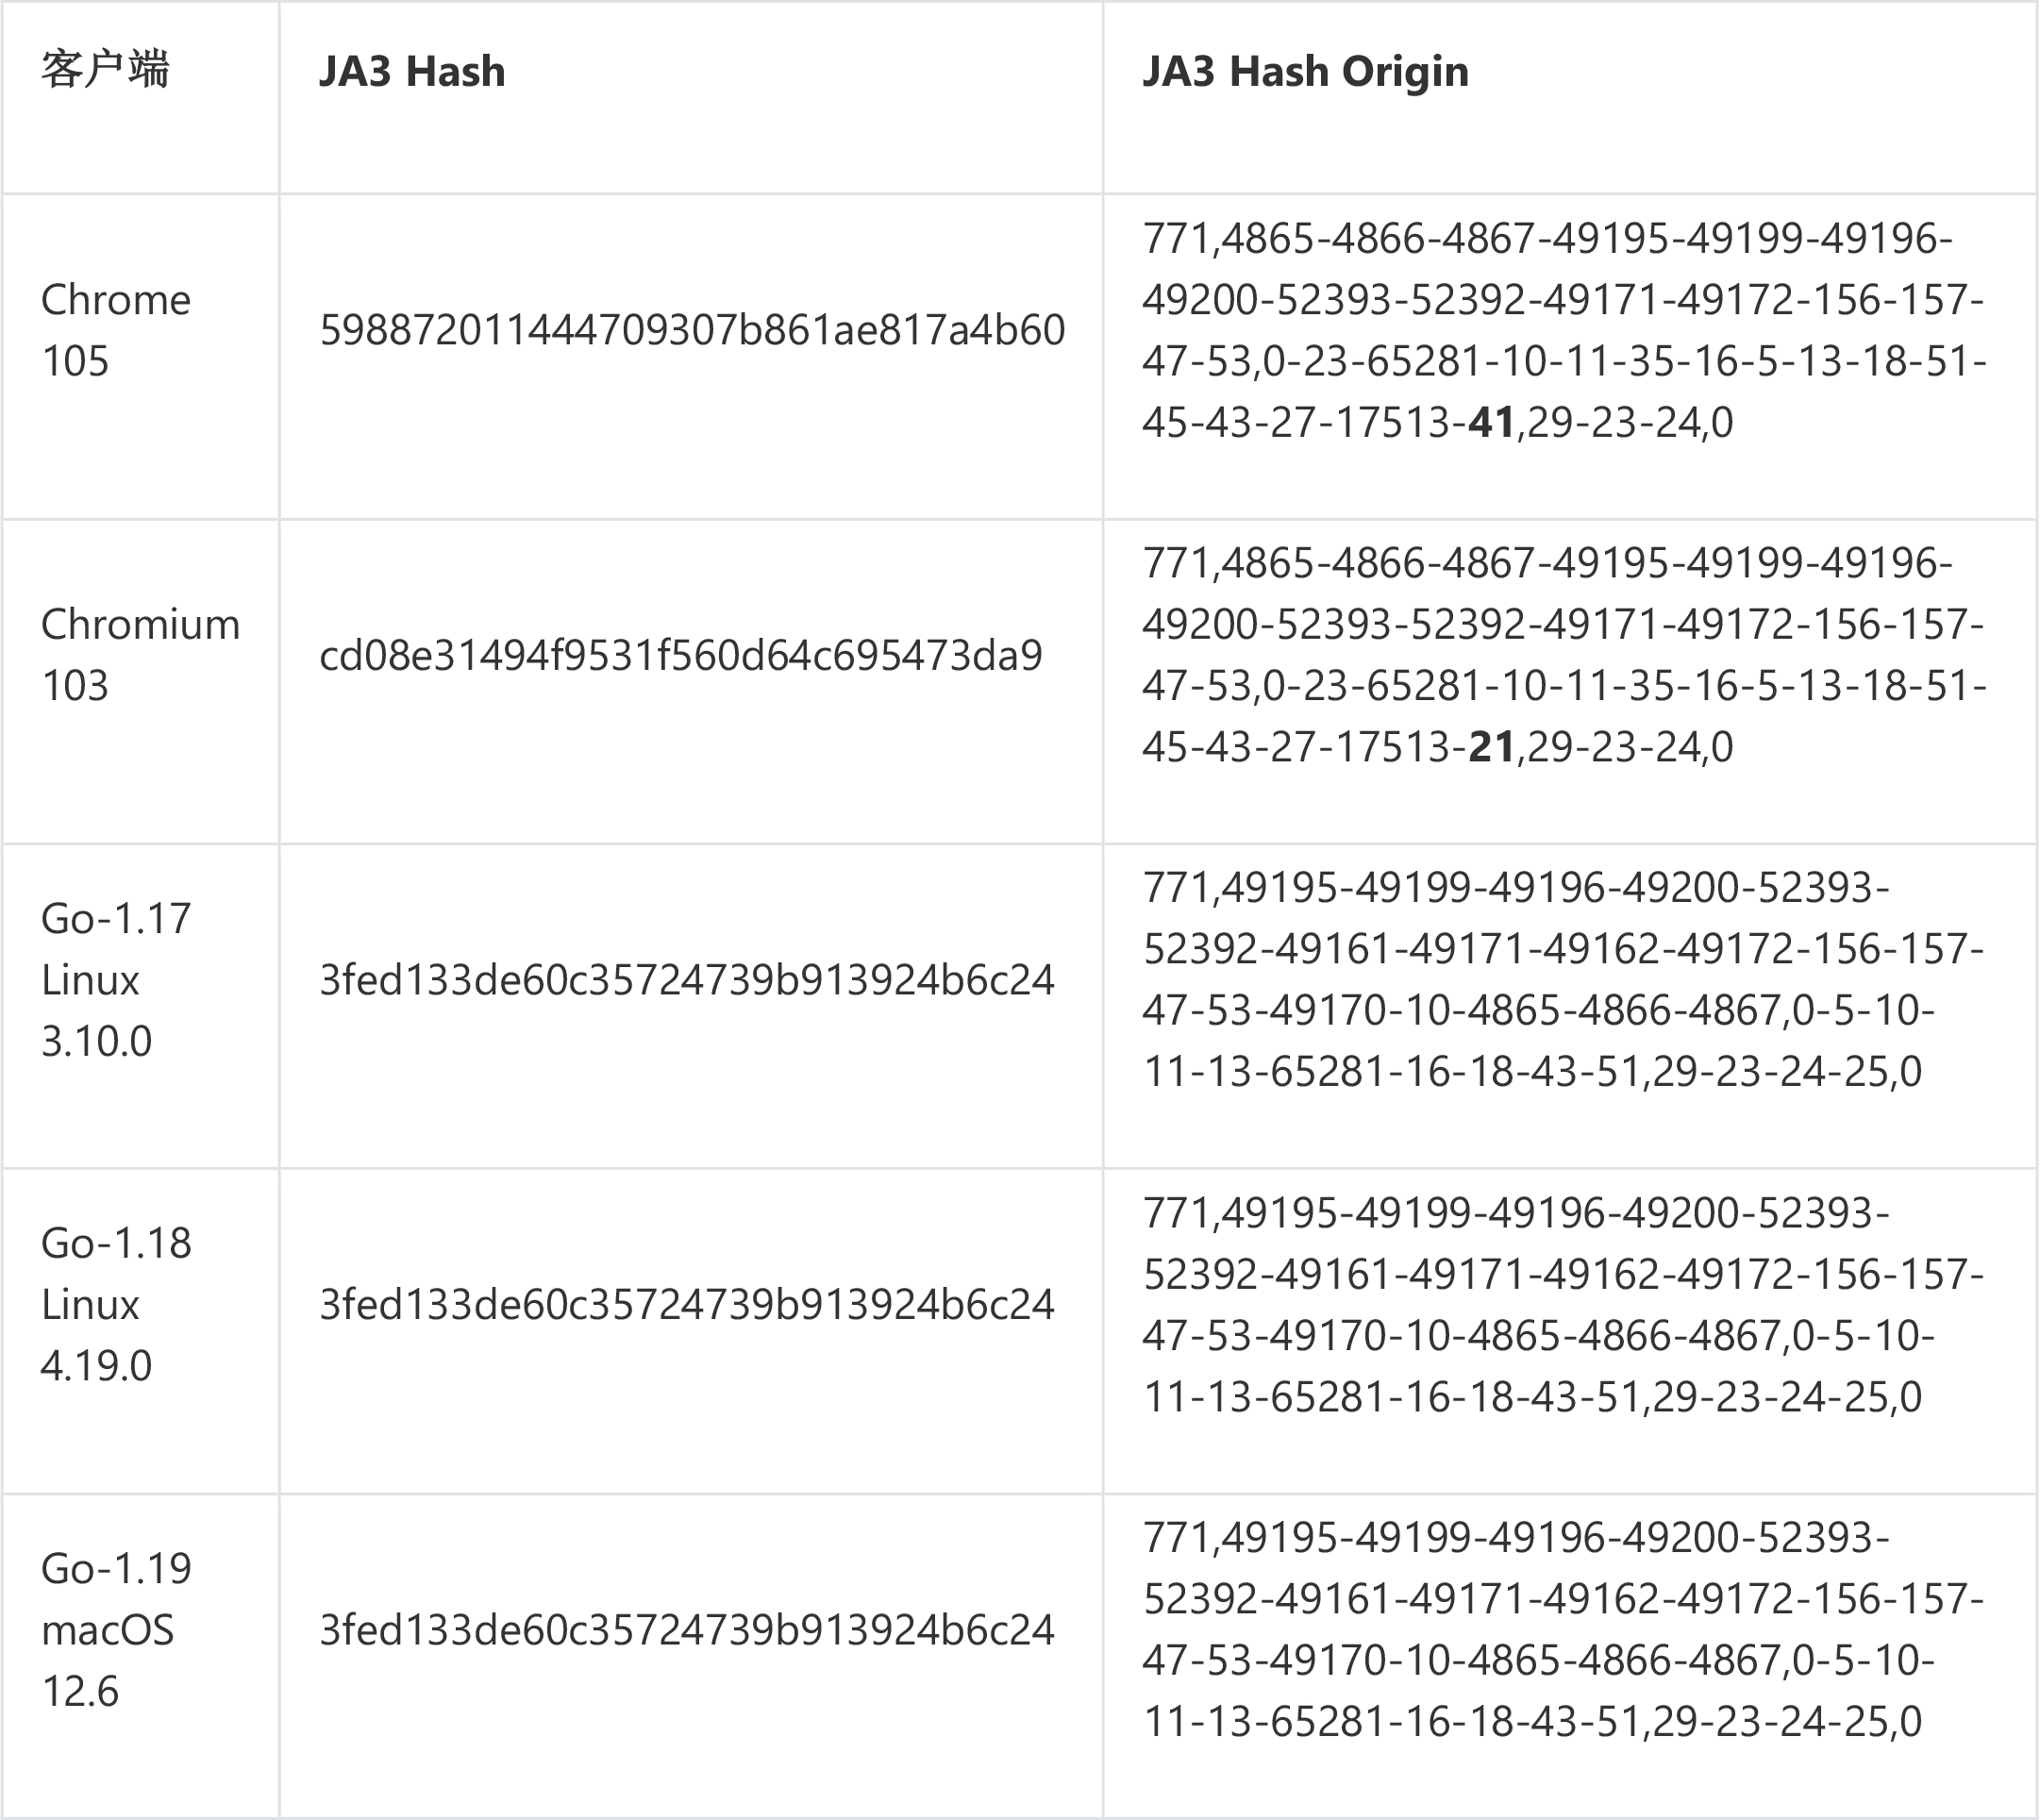 客户端
JA3 Hash
JA3 Hash Origin
Chrome
105
598872011444709307b861ae817a4b60
771,4865-4866-4867-49195-49199-49196-
49200-52393-52392-49171-49172-156-157-
47-53,0-23-65281-10-11-35-16-5-13-18-51-
45-43-27-17513-41,29-23-24,0
Chromium
103
cd08e31494f9531f560d64c695473da9
771,4865-4866-4867-49195-49199-49196-
49200-52393-52392-49171-49172-156-157-
47-53,0-23-65281-10-11-35-16-5-13-18-51-
45-43-27-17513-21,29-23-24,0
Go-1.17
Linux
3.10.0
3fed133de60c35724739b913924b6c24
771,49195-49199-49196-49200-52393-
52392-49161-49171-49162-49172-156-157-
47-53-49170-10-4865-4866-4867,0-5-10-
11-13-65281-16-18-43-51,29-23-24-25,0
Go-1.18
Linux
4.19.0
3fed133de60c35724739b913924b6c24
771,49195-49199-49196-49200-52393-
52392-49161-49171-49162-49172-156-157-
47-53-49170-10-4865-4866-4867,0-5-10-
11-13-65281-16-18-43-51,29-23-24-25,0
Go-1.19
macOS
12.6
3fed133de60c35724739b913924b6c24
771,49195-49199-49196-49200-52393-
52392-49161-49171-49162-49172-156-157-
47-53-49170-10-4865-4866-4867,0-5-10-
11-13-65281-16-18-43-51,29-23-24-25,0